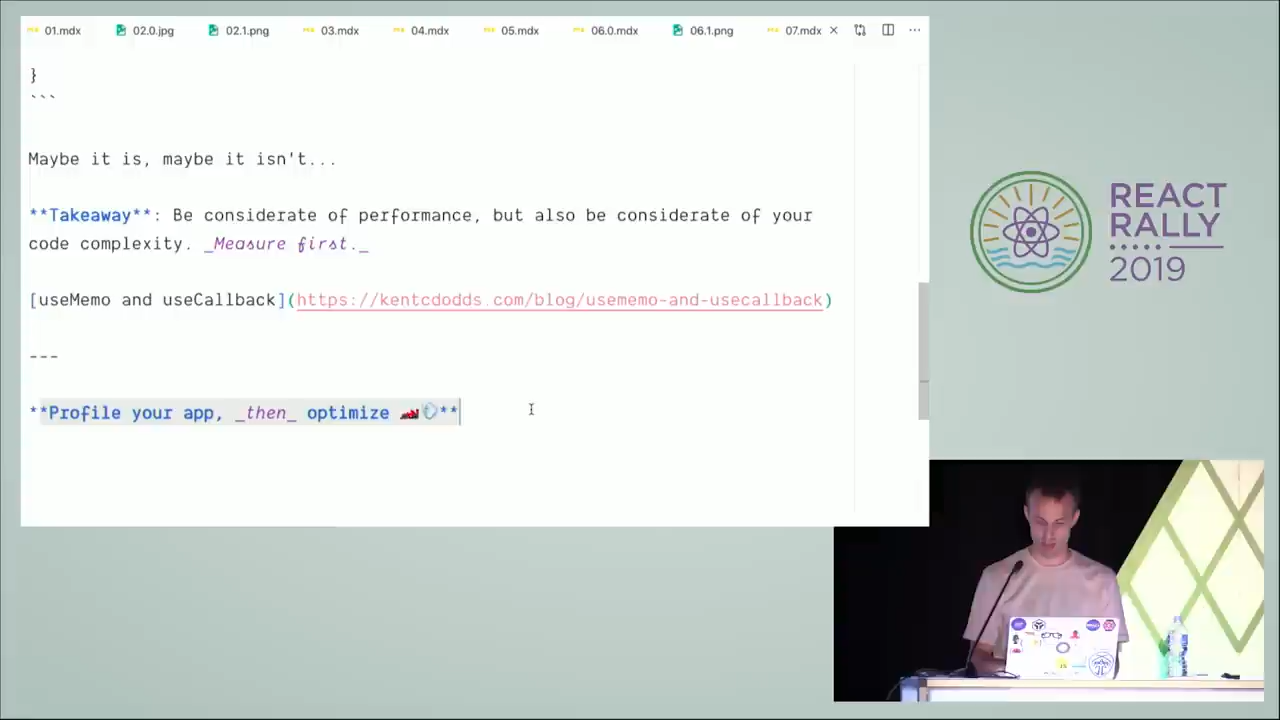 01.mdx 02.0.jpg 02.1.png 03.mdx 04.mdx 05.mdx 06.0.mdx 06.1.png 07.mdx
}
```
Maybe it is, maybe it isn't...
**Takeaway**: Be considerate of performance, but also be considerate of your
code complexity. _Measure first._
[useMemo and useCallback](https://kentcdodds.com/blog/usememo-and-usecallback)
---
**Profile your app, _then_ optimize 🏎💨**
REACT
RALLY
2019